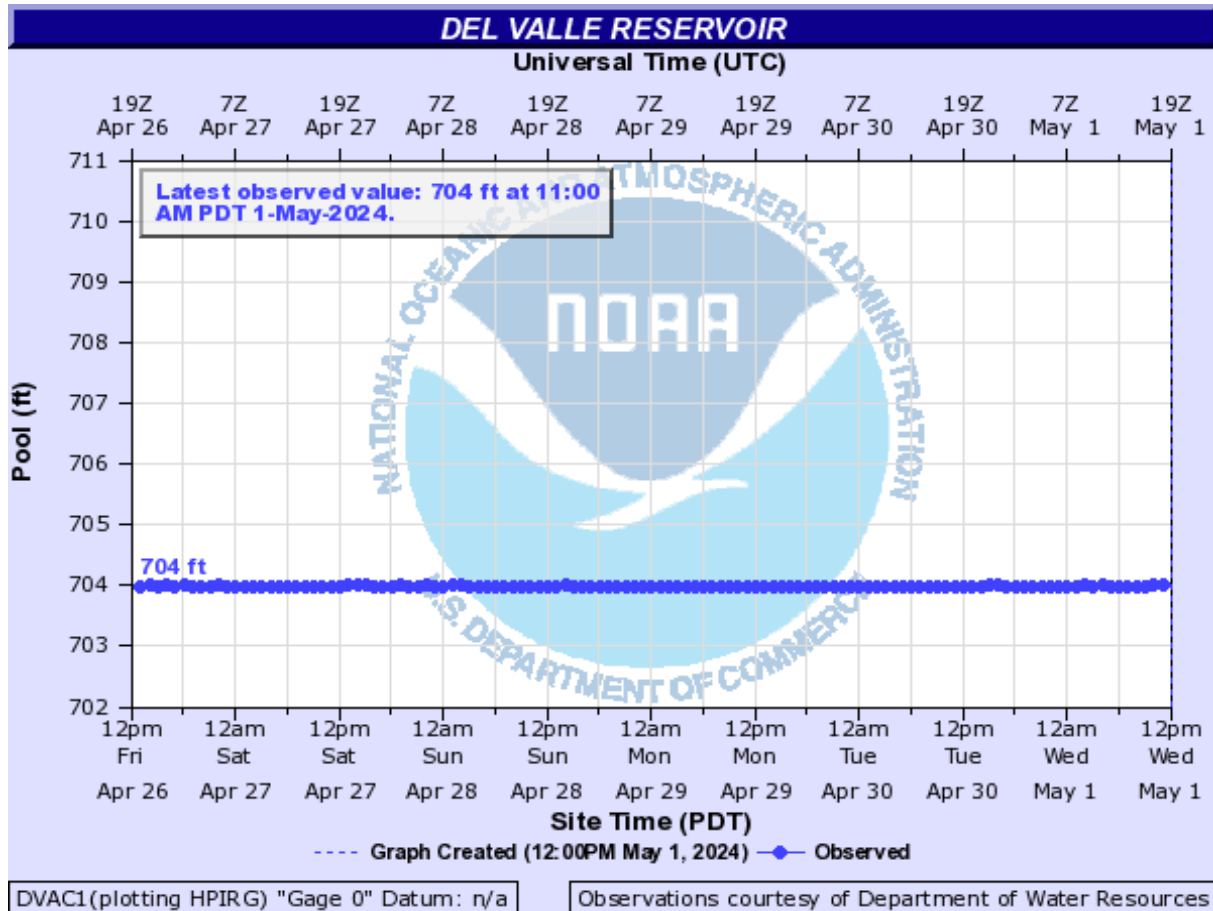 DEL VALLE RESERVOIR
Universal Time (UTC)
19Z 7Z 19Z 7Z 19Z 7Z 19Z 7Z 19Z 7Z 19Z
Apr 26 Apr 27 Apr 27 Apr 28 Apr 28 Apr 29 Apr 29 Apr 30 Apr 30 May 1 May 1
Latest observed value: 704 ft at 11:00
AM PDT 1-May-2024.
Pool (ft)
711
710
709
708
707
706
705
704
703
702
704 ft
NATIONAL OCEANIC AND ATMOSPHERIC ADMINISTRATION
NOAA
U.S. DEPARTMENT OF COMMERCE
12pm 12am 12pm 12am 12pm 12am 12pm 12am 12pm 12am 12pm
Fri Sat Sat Sun Sun Mon Mon Tue Tue Wed Wed
Apr 26 Apr 27 Apr 27 Apr 28 Apr 28 Apr 29 Apr 29 Apr 30 Apr 30 May 1 May 1
Site Time (PDT)
Graph Created (12:00PM May 1, 2024) Observed
DVAC1(plotting HPIRG) "Gage 0" Datum: n/a
Observations courtesy of Department of Water Resources